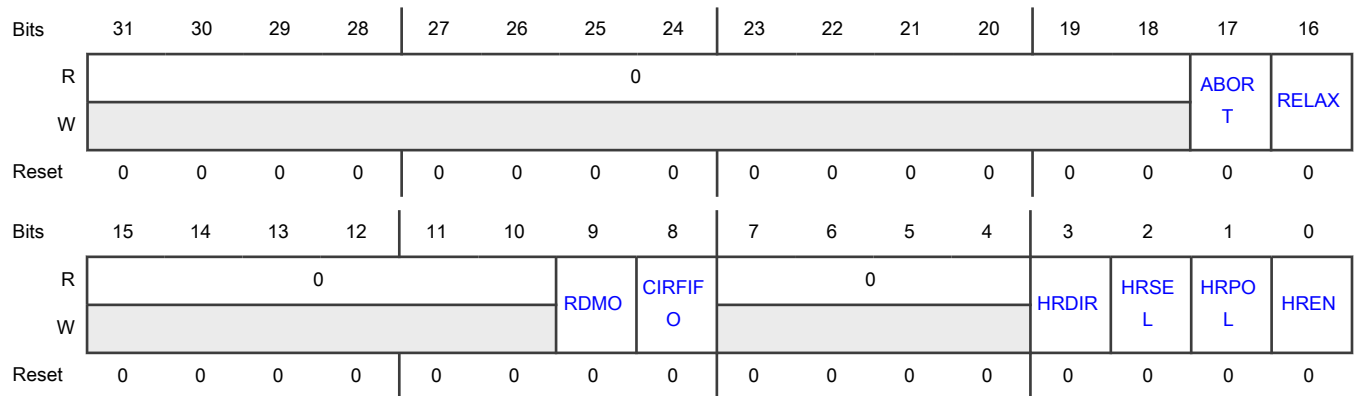 Bits 31 30 29 28 27 26 25 24 23 22 21 20 19 18 17 16
R 0 ABOR RELAX
W T
Reset 0 0 0 0 0 0 0 0 0 0 0 0 0 0 0 0
Bits 15 14 13 12 11 10 9 8 7 6 5 4 3 2 1 0
R 0 RDMO CIRFIF 0 HRDIR HRSE HRPO HREN
W O L L
Reset 0 0 0 0 0 0 0 0 0 0 0 0 0 0 0 0